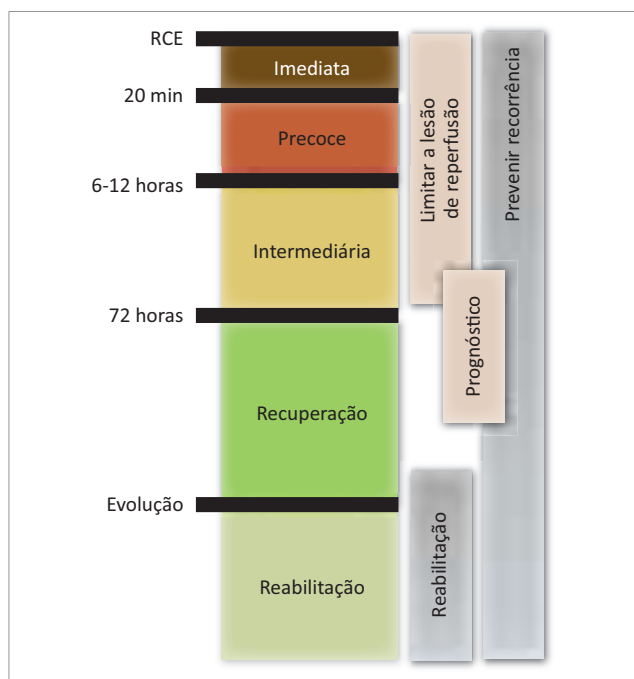 RCE
Imediata
20 min
Precoce
6-12 horas
Intermediária
72 horas
Recuperação
Evolução
Reabilitação
Limitar a lesão
de reperfusão
Prognóstico
Reabilitação
Prevenir recorrência